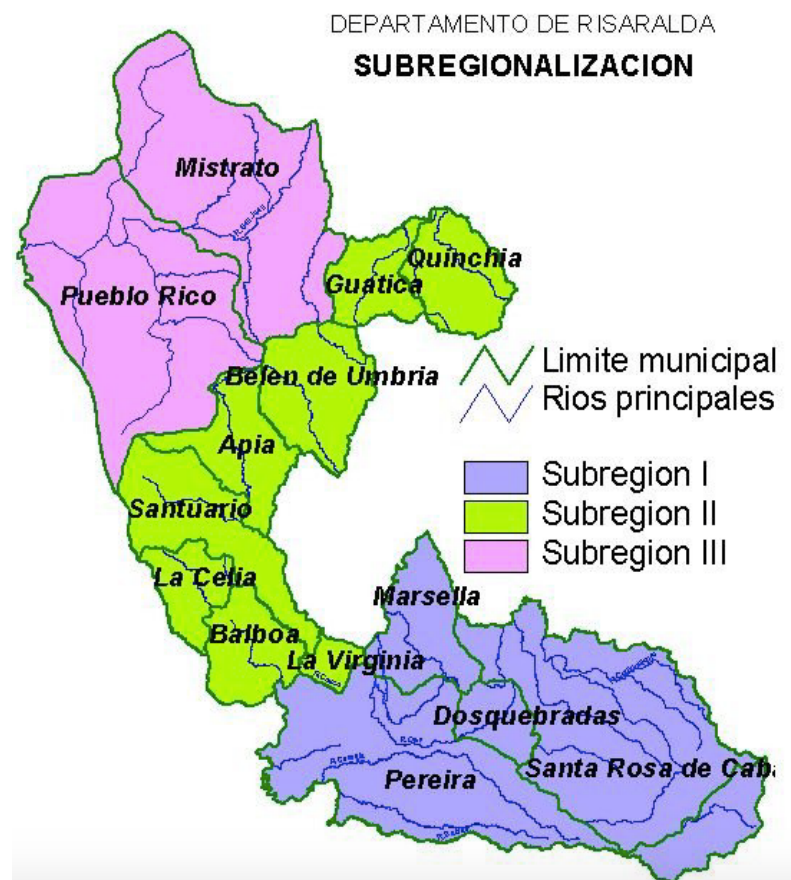 DEPARTAMENTO DE RISARALDA
SUBREGIONALIZACION
Mistrato
Quinchia
Guatica
Pueblo Rico
Limite municipal
Belen de Umbria
Rios principales
Apia
Subregion I
Santuario
Subregion II
Subregion III
La Celia
Marsella
Balboa
La Virginia
Dosquebradas
Santa Rosa de Cab
Pereira